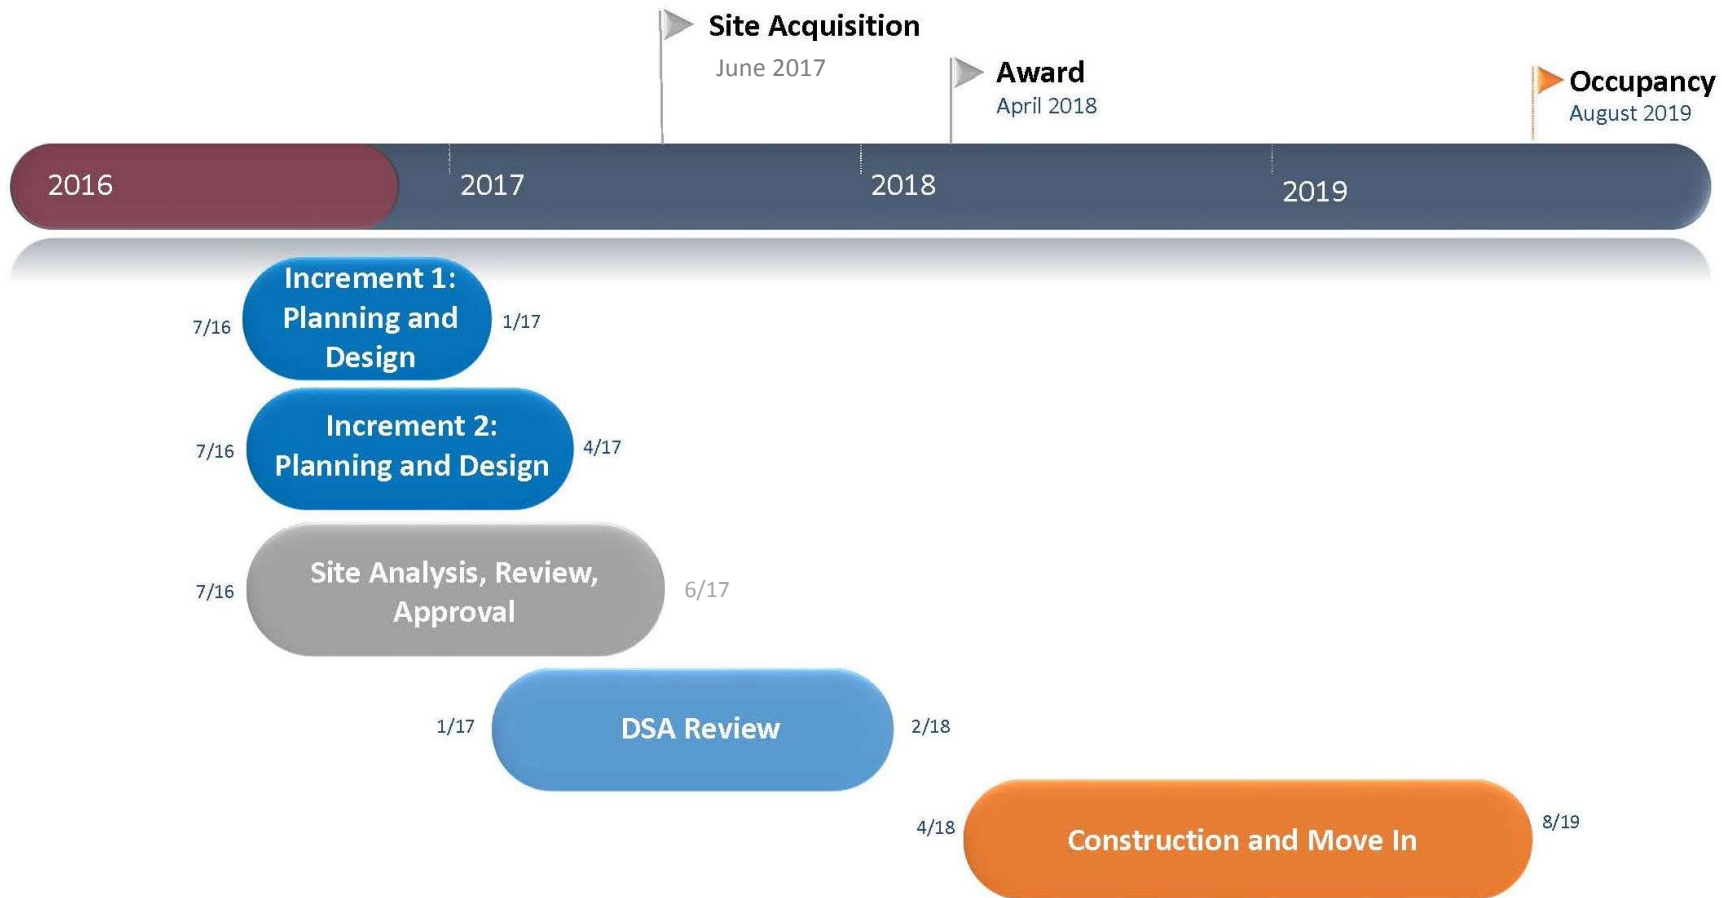 Site Acquisition
June 2017
Award
April 2018
Occupancy
August 2019
2016
2017
2018
2019
Increment 1:
Planning and
Design
7/16
1/17
Increment 2:
Planning and Design
7/16
4/17
Site Analysis, Review,
Approval
7/16
6/17
1/17
DSA Review
2/18
4/18
Construction and Move In
8/19